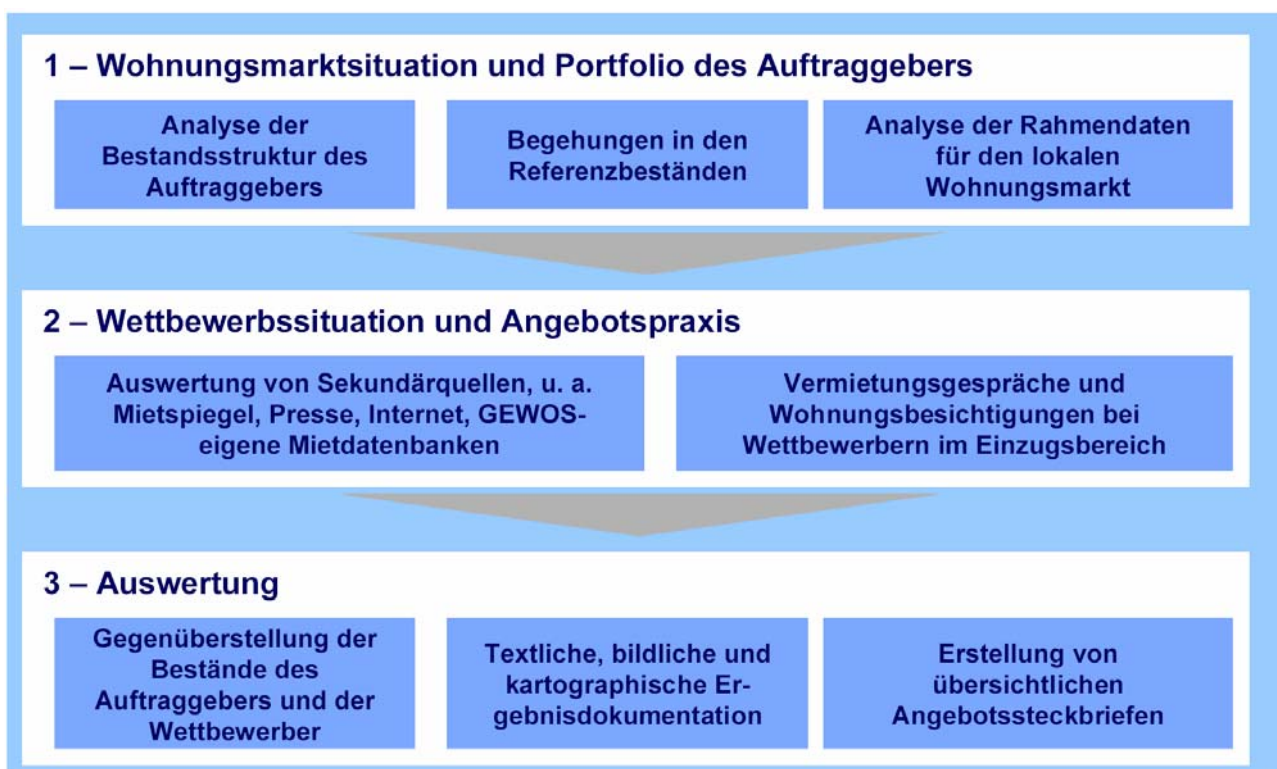 1 – Wohnungsmarktsituation und Portfolio des Auftraggebers
Analyse der
Bestandsstruktur des
Auftraggebers
Begehungen in den
Referenzbeständen
Analyse der Rahmendaten
für den lokalen
Wohnungsmarkt
2 – Wettbewerbssituation und Angebotspraxis
Auswertung von Sekundärquellen, u. a.
Mietspiegel, Presse, Internet, GEWOS-
eigene Mietdatenbanken
Vermietungsgespräche und
Wohnungsbesichtigungen bei
Wettbewerbern im Einzugsbereich
3 – Auswertung
Gegenüberstellung der
Bestände des
Auftraggebers und der
Wettbewerber
Textliche, bildliche und
kartographische Er-
gebnisdokumentation
Erstellung von
übersichtlichen
Angebotssteckbriefen